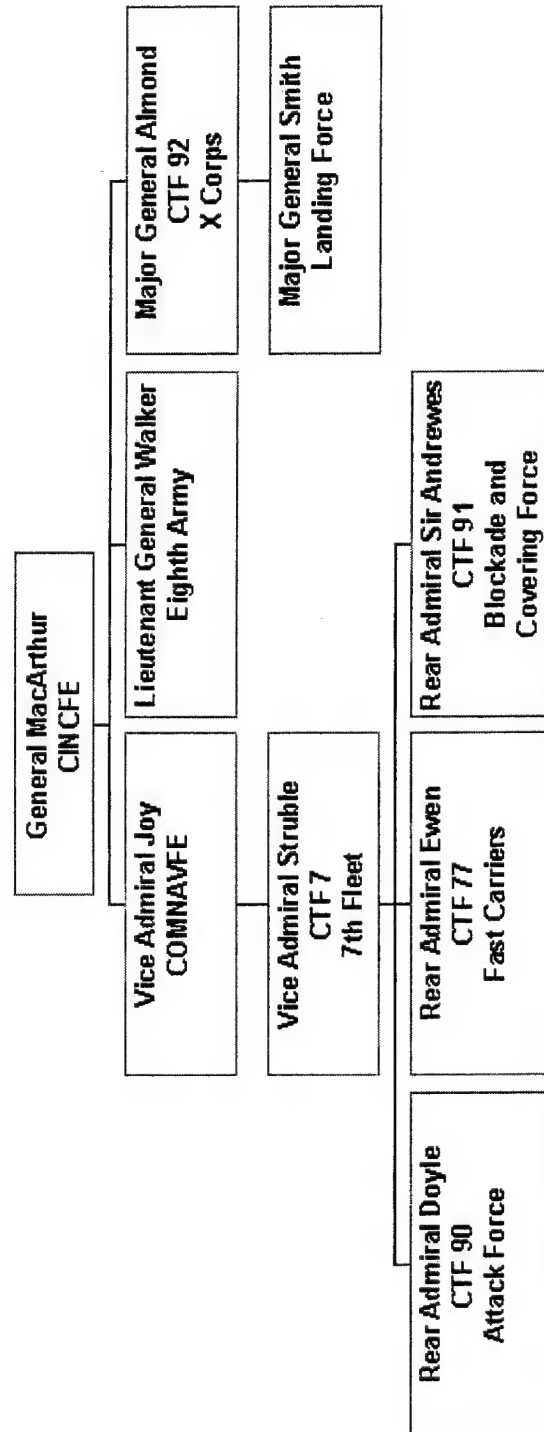 General MacArthur
CINCFE
Vice Admiral Joy
COMNAVFE
Lieutenant General Walker
Eighth Army
Major General Almond
CTF 92
X Corps
Vice Admiral Struble
CTF 7
7th Fleet
Major General Smith
Landing Force
Rear Admiral Doyle
CTF 90
Attack Force
Rear Admiral Ewen
CTF 77
Fast Carriers
Rear Admiral Sir Andrewes
CTF 91
Blockade and
Covering Force